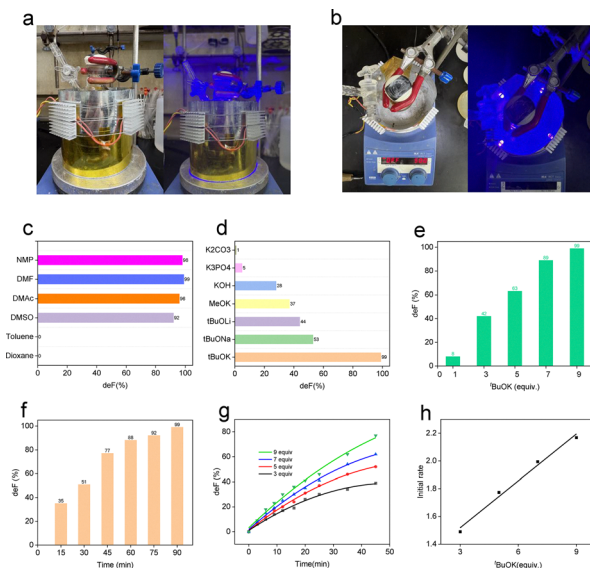 a
b
c
d
e
NMP
DMF
DMAc
DMSO
Toluene
Dioxane
98
99
96
92
0
0
0 20 40 60 80 100
deF(%)
K2CO3
K3PO4
KOH
MeOK
tBuOLi
tBuONa
tBuOK
1
5
28
37
44
53
99
0 20 40 60 80 100
deF(%)
deF (%)
100
80
60
40
20
0
8
42
63
89
99
0 1 3 5 7 9
tBuOK (equiv.)
f
g
h
deF (%)
100
80
60
40
20
0
35
51
77
88
92
99
0 15 30 45 60 75 90
Time (min)
deF (%)
100
80
60
40
20
0
9 equiv
7 equiv
5 equiv
3 equiv
0 10 20 30 40 50
Time(min)
Initial rate
2.2
2.0
1.8
1.6
1.4
3 6 9
tBuOK(equiv.)